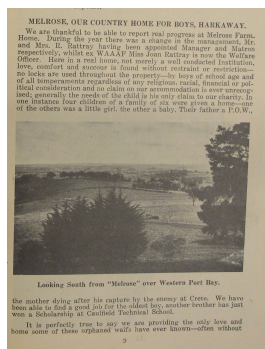 MELROSE, OUR COUNTRY HOME FOR BOYS, HARKAWAY.
We are thankful to be able to report real progress at Melrose Farm.
Home. During the year there was a change in the management, Mr.
and Mrs. R. Rattray having been appointed Manager and Matron
respectively, whilst ex WAAAF Miss Joan Rattray is now the Welfare
Officer. Here in a real home, not merely a well conducted institution,
love, comfort and succour is found without restraint or restriction—
no locks are used throughout the property—by boys of school age and
of all temperaments regardless of any religious, racial, financial or pol-
itical consideration and no claim on our accommodation is ever unrecog-
ised; generally the needs of the child is his only claim to our charity. In
one instance four children of a family of six were given a home—one
of the others was a little girl, the other a baby. Their father a P.O.W.,
Looking South from "Melrose" over Western Port Bay.
the mother dying after his capture by the enemy at Crete. We have
been able to find a good job for the oldest boy, another brother has just
won a Scholarship at Caulfield Technical School.
It is perfectly true to say we are providing the only love and
home some of these orphaned waifs have ever known—often without
3